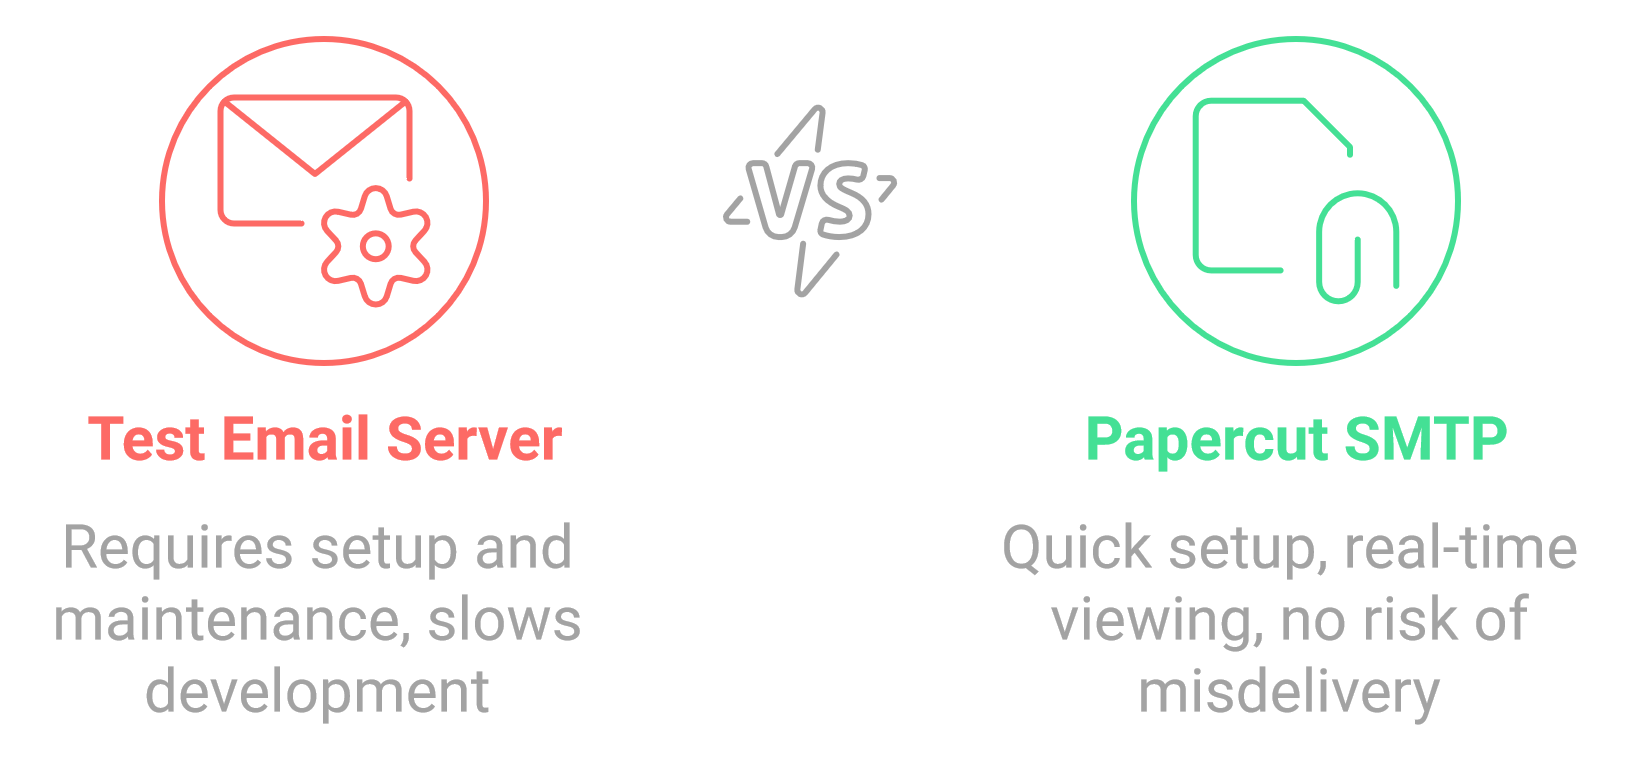 VS
Test Email Server
Requires setup and
maintenance, slows
development
Papercut SMTP
Quick setup, real-time
viewing, no risk of
misdelivery